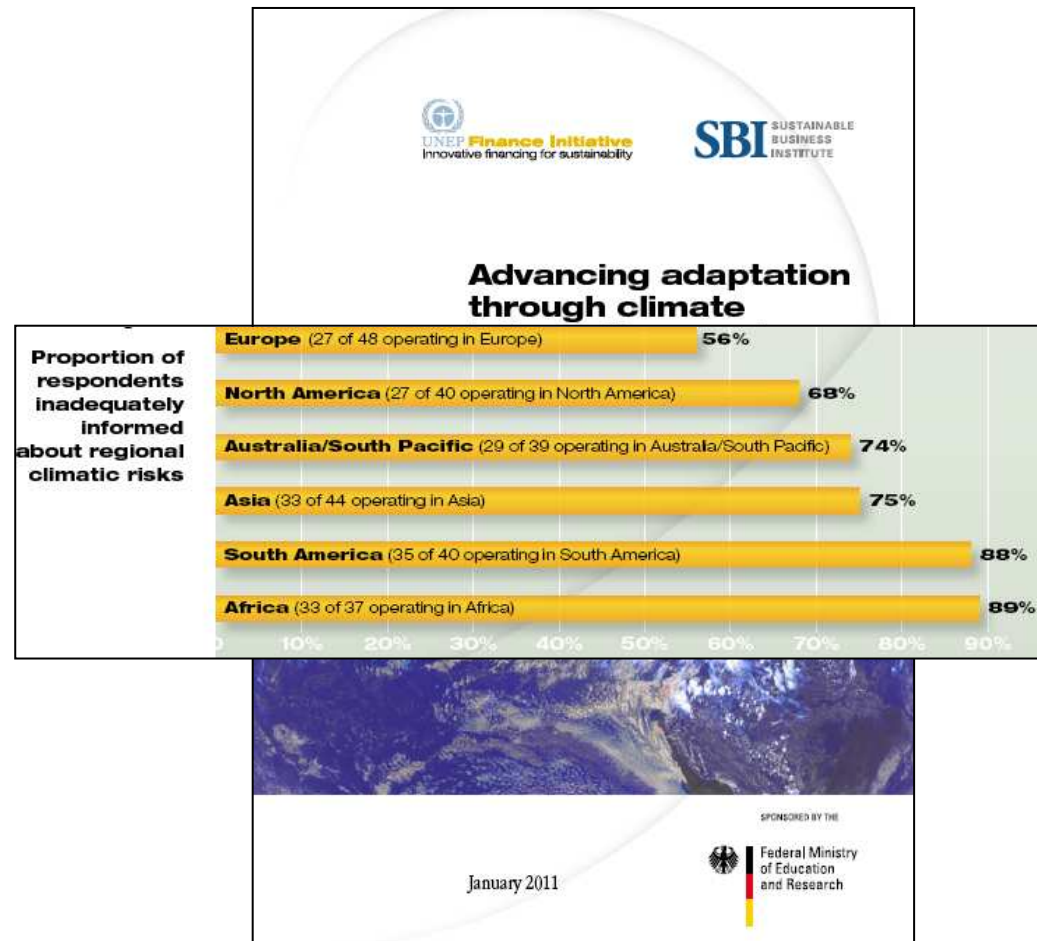 UNEP Finance Initiative
Innovative financing for sustainability
SBI SUSTAINABLE
BUSINESS
INSTITUTE
Advancing adaptation
through climate
Proportion of
respondents
inadequately
informed
about regional
climatic risks
Europe (27 of 48 operating in Europe) 56%
North America (27 of 40 operating in North America) 68%
Australia/South Pacific (29 of 39 operating in Australia/South Pacific) 74%
Asia (33 of 44 operating in Asia) 75%
South America (35 of 40 operating in South America) 88%
Africa (33 of 37 operating in Africa) 89%
0 10% 20% 30% 40% 50% 60% 70% 80% 90%
SPONSORED BY THE
Federal Ministry
of Education
and Research
January 2011